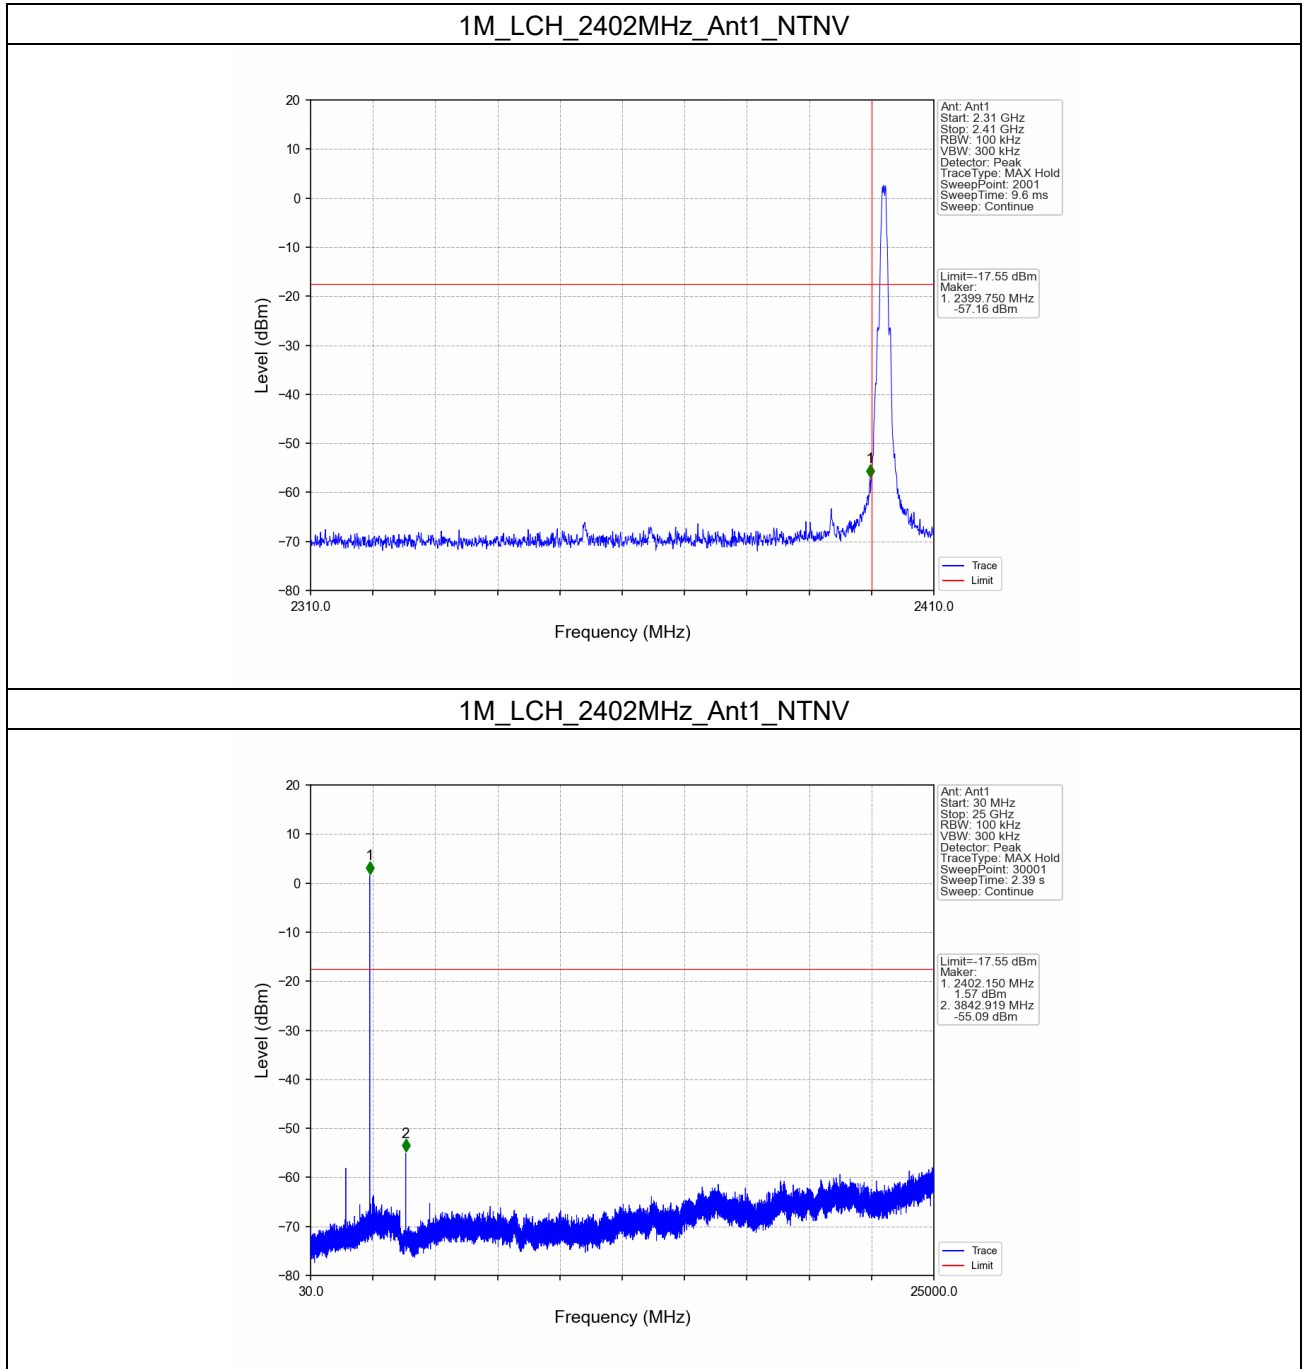 1M_LCH_2402MHz_Ant1_NTNV
20
10
0
−10
−20
−30
−40
−50
−60
−70
−80
Level (dBm)
2310.0
2410.0
Frequency (MHz)
1
Ant: Ant1
Start: 2.31 GHz
Stop: 2.41 GHz
RBW: 100 kHz
VBW: 300 kHz
Detector: Peak
TraceType: MAX Hold
SweepPoint: 2001
SweepTime: 9.6 ms
Sweep: Continue
Limit=-17.55 dBm
Maker:
1. 2399.750 MHz
-57.16 dBm
Trace
Limit
1M_LCH_2402MHz_Ant1_NTNV
20
10
0
−10
−20
−30
−40
−50
−60
−70
−80
Level (dBm)
30.0
25000.0
Frequency (MHz)
1
2
Ant: Ant1
Start: 30 MHz
Stop: 25 GHz
RBW: 100 kHz
VBW: 300 kHz
Detector: Peak
TraceType: MAX Hold
SweepPoint: 30001
SweepTime: 2.39 s
Sweep: Continue
Limit=-17.55 dBm
Maker:
1. 2402.150 MHz
1.57 dBm
2. 3842.919 MHz
-55.09 dBm
Trace
Limit